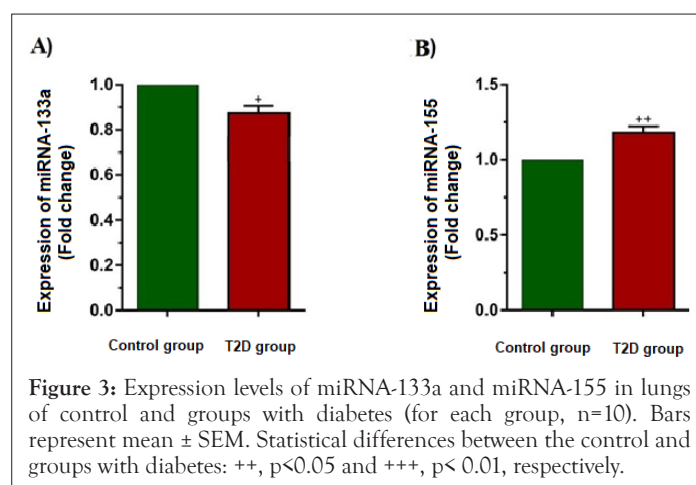 A)
Expression of miRNA-133a
(Fold change)
1.0
0.8
0.6
0.4
0.2
0.0
+
Control group
T2D group
B)
Expression of miRNA-155
(Fold change)
1.5
1.0
0.5
0.0
++
Control group
T2D group
Figure 3: Expression levels of miRNA-133a and miRNA-155 in lungs
of control and groups with diabetes (for each group, n=10). Bars
represent mean ± SEM. Statistical differences between the control and
groups with diabetes: ++, p<0.05 and +++, p< 0.01, respectively.